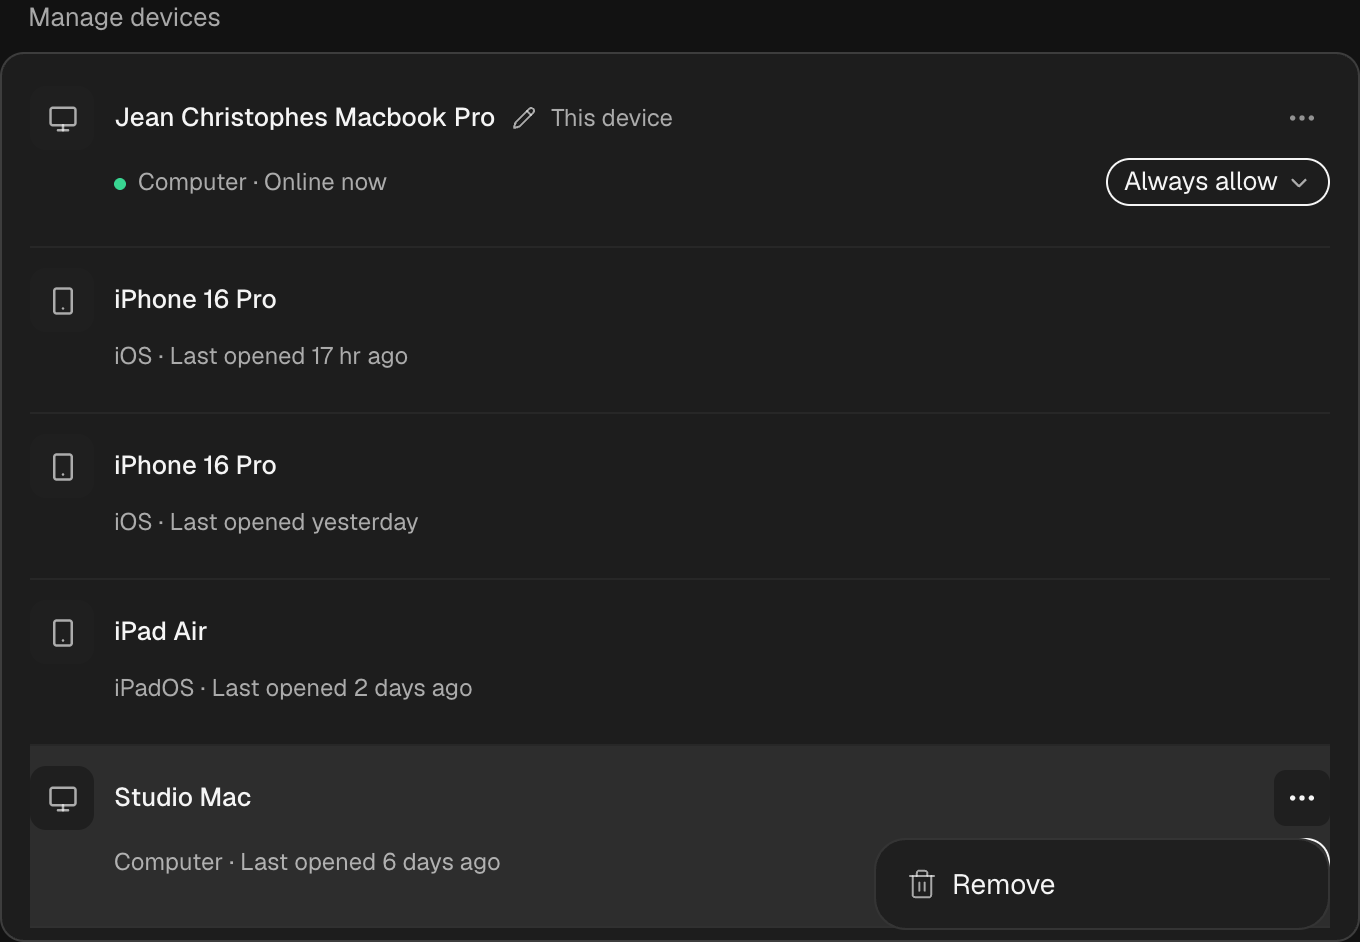 Manage devices
Jean Christophes Macbook Pro This device
Computer · Online now
Always allow
iPhone 16 Pro
iOS · Last opened 17 hr ago
iPhone 16 Pro
iOS · Last opened yesterday
iPad Air
iPadOS · Last opened 2 days ago
Studio Mac
Computer · Last opened 6 days ago
Remove